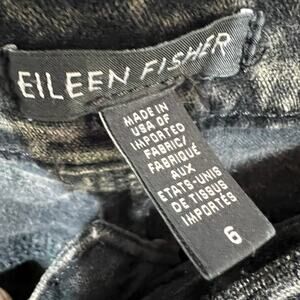 EILEEN FISHER
MADE IN
USA OF
IMPORTED
FABRIC/
FABRIQUÉ
AUX
ETATS-UNIS
DE TISSUS
IMPORTÉS
6